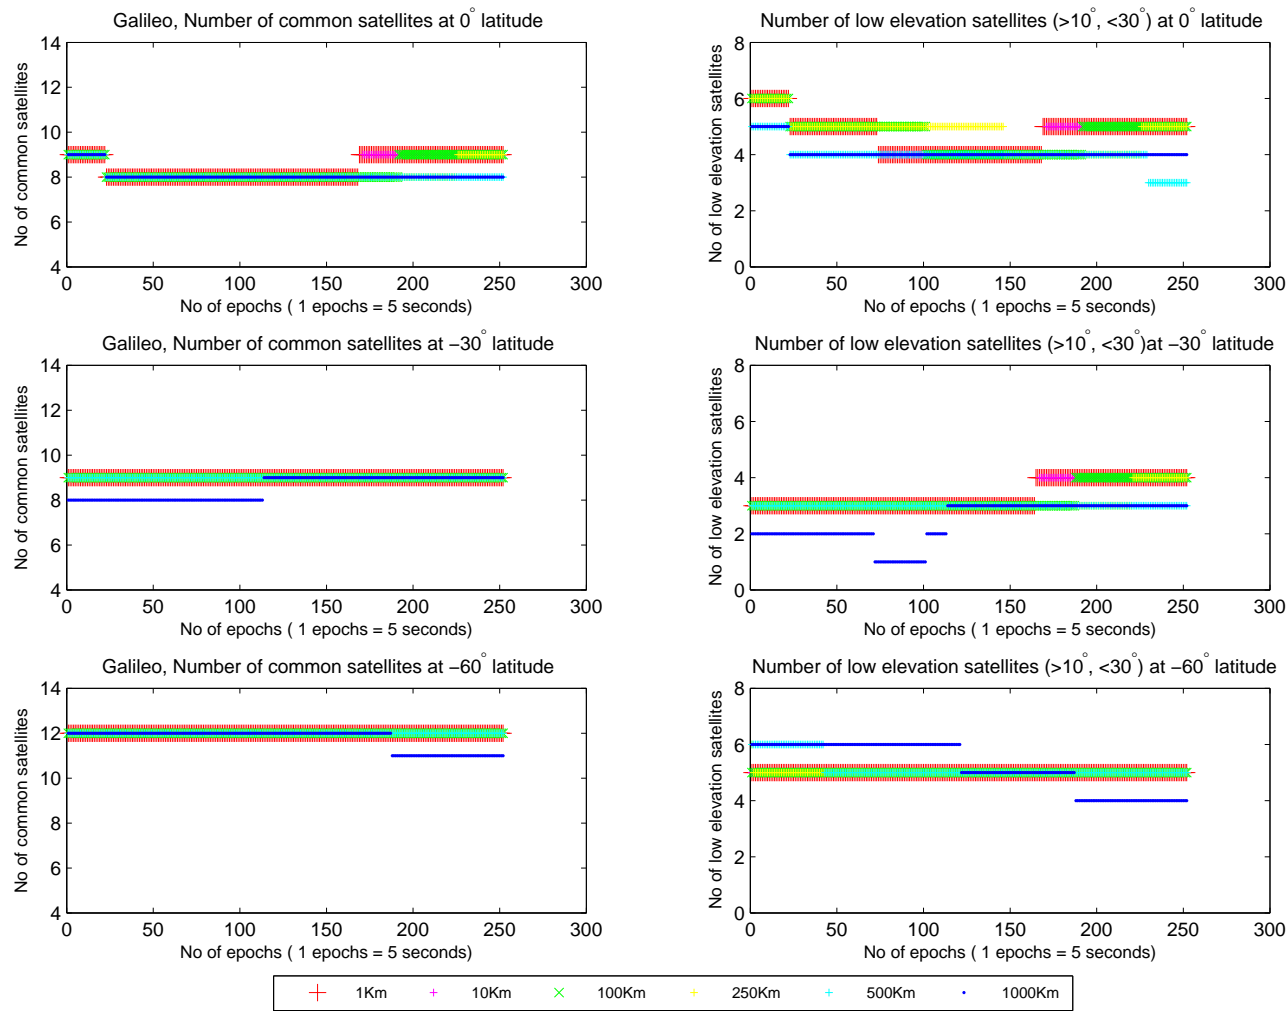 Galileo, Number of common satellites at 0° latitude
No of common satellites
14
12
10
8
6
4
0 50 100 150 200 250 300
No of epochs ( 1 epochs = 5 seconds)
Number of low elevation satellites (>10°, <30°) at 0° latitude
No of low elevation satellites
8
6
4
2
0
0 50 100 150 200 250 300
No of epochs ( 1 epochs = 5 seconds)
Galileo, Number of common satellites at −30° latitude
No of common satellites
14
12
10
8
6
4
0 50 100 150 200 250 300
No of epochs ( 1 epochs = 5 seconds)
Number of low elevation satellites (>10°, <30°)at −30° latitude
No of low elevation satellites
8
6
4
2
0
0 50 100 150 200 250 300
No of epochs ( 1 epochs = 5 seconds)
Galileo, Number of common satellites at −60° latitude
No of common satellites
14
12
10
8
6
4
0 50 100 150 200 250 300
No of epochs ( 1 epochs = 5 seconds)
Number of low elevation satellites (>10°, <30°) at −60° latitude
No of low elevation satellites
8
6
4
2
0
0 50 100 150 200 250 300
No of epochs ( 1 epochs = 5 seconds)
1Km 10Km 100Km 250Km 500Km 1000Km